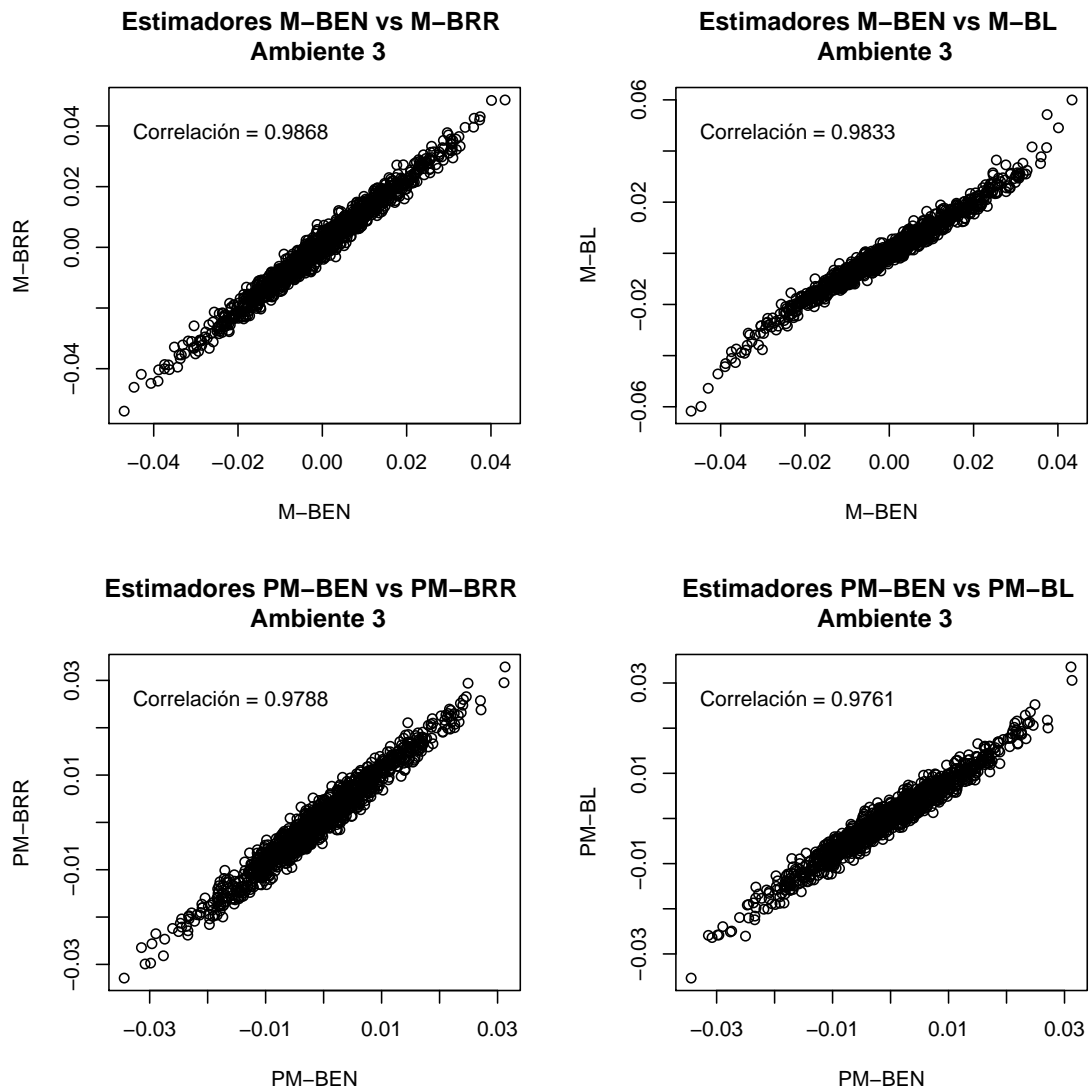 Estimadores M−BEN vs M−BRR
Ambiente 3
Correlación = 0.9868
M−BRR
−0.04
0.00
0.02
0.04
−0.04
−0.02
0.00
0.02
0.04
M−BEN
Estimadores M−BEN vs M−BL
Ambiente 3
Correlación = 0.9833
M−BL
−0.06
−0.02
0.02
0.06
−0.04
−0.02
0.00
0.02
0.04
M−BEN
Estimadores PM−BEN vs PM−BRR
Ambiente 3
Correlación = 0.9788
PM−BRR
−0.03
−0.01
0.01
0.03
−0.03
−0.01
0.01
0.03
PM−BEN
Estimadores PM−BEN vs PM−BL
Ambiente 3
Correlación = 0.9761
PM−BL
−0.03
−0.01
0.01
0.03
−0.03
−0.01
0.01
0.03
PM−BEN